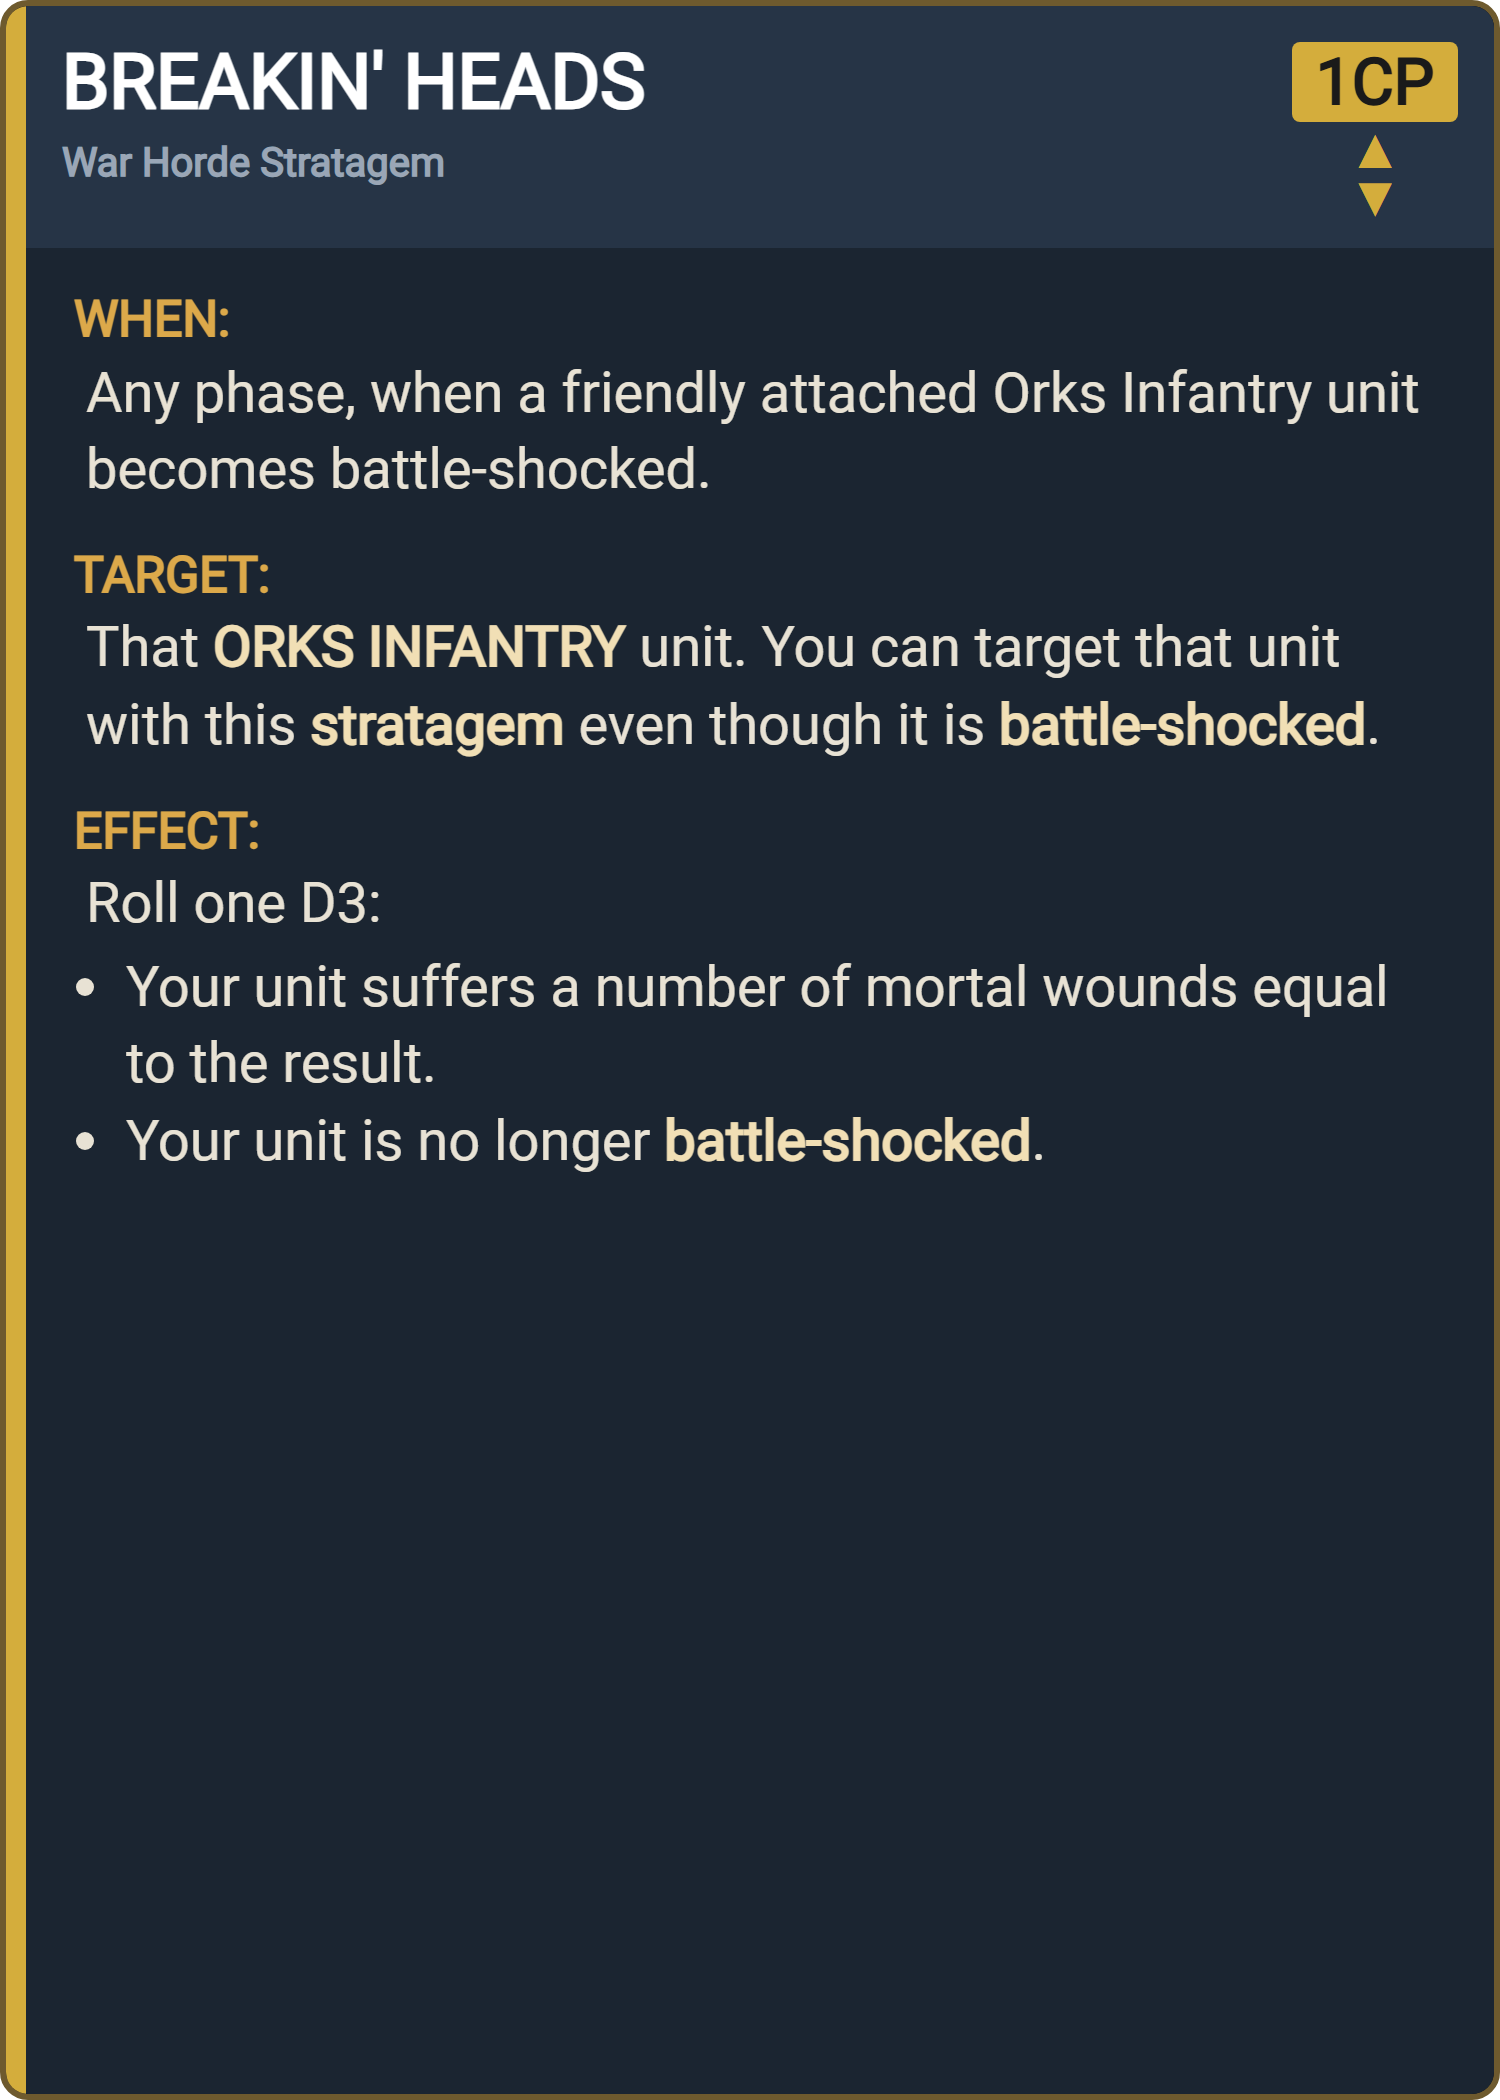 BREAKIN' HEADS
1CP
War Horde Stratagem
WHEN:
Any phase, when a friendly attached Orks Infantry unit
becomes battle-shocked.
TARGET:
That ORKS INFANTRY unit. You can target that unit
with this stratagem even though it is battle-shocked.
EFFECT:
Roll one D3:
• Your unit suffers a number of mortal wounds equal
to the result.
• Your unit is no longer battle-shocked.